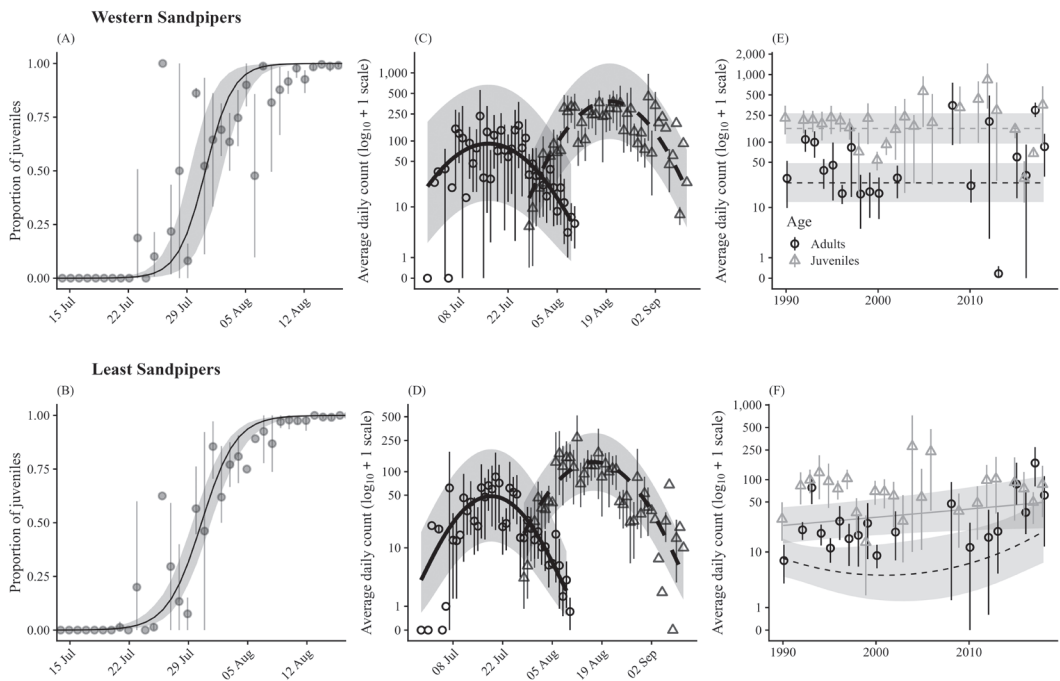 Western Sandpipers
(A)
Proportion of juveniles
1.00
0.75
0.50
0.25
0.00
15 Jul
22 Jul
29 Jul
05 Aug
12 Aug
(C)
Average daily count (log10 + 1 scale)
1,000
500
250
100
50
10
1
0
08 Jul
22 Jul
05 Aug
19 Aug
02 Sep
(E)
Average daily count (log10 + 1 scale)
2,000
1,000
500
250
100
50
10
1
0
Age
Adults
Juveniles
1990
2000
2010
Least Sandpipers
(B)
Proportion of juveniles
1.00
0.75
0.50
0.25
0.00
15 Jul
22 Jul
29 Jul
05 Aug
12 Aug
(D)
Average daily count (log10 + 1 scale)
500
250
100
50
10
1
0
08 Jul
22 Jul
05 Aug
19 Aug
02 Sep
(F)
Average daily count (log10 + 1 scale)
1,000
500
250
100
50
10
1
0
1990
2000
2010